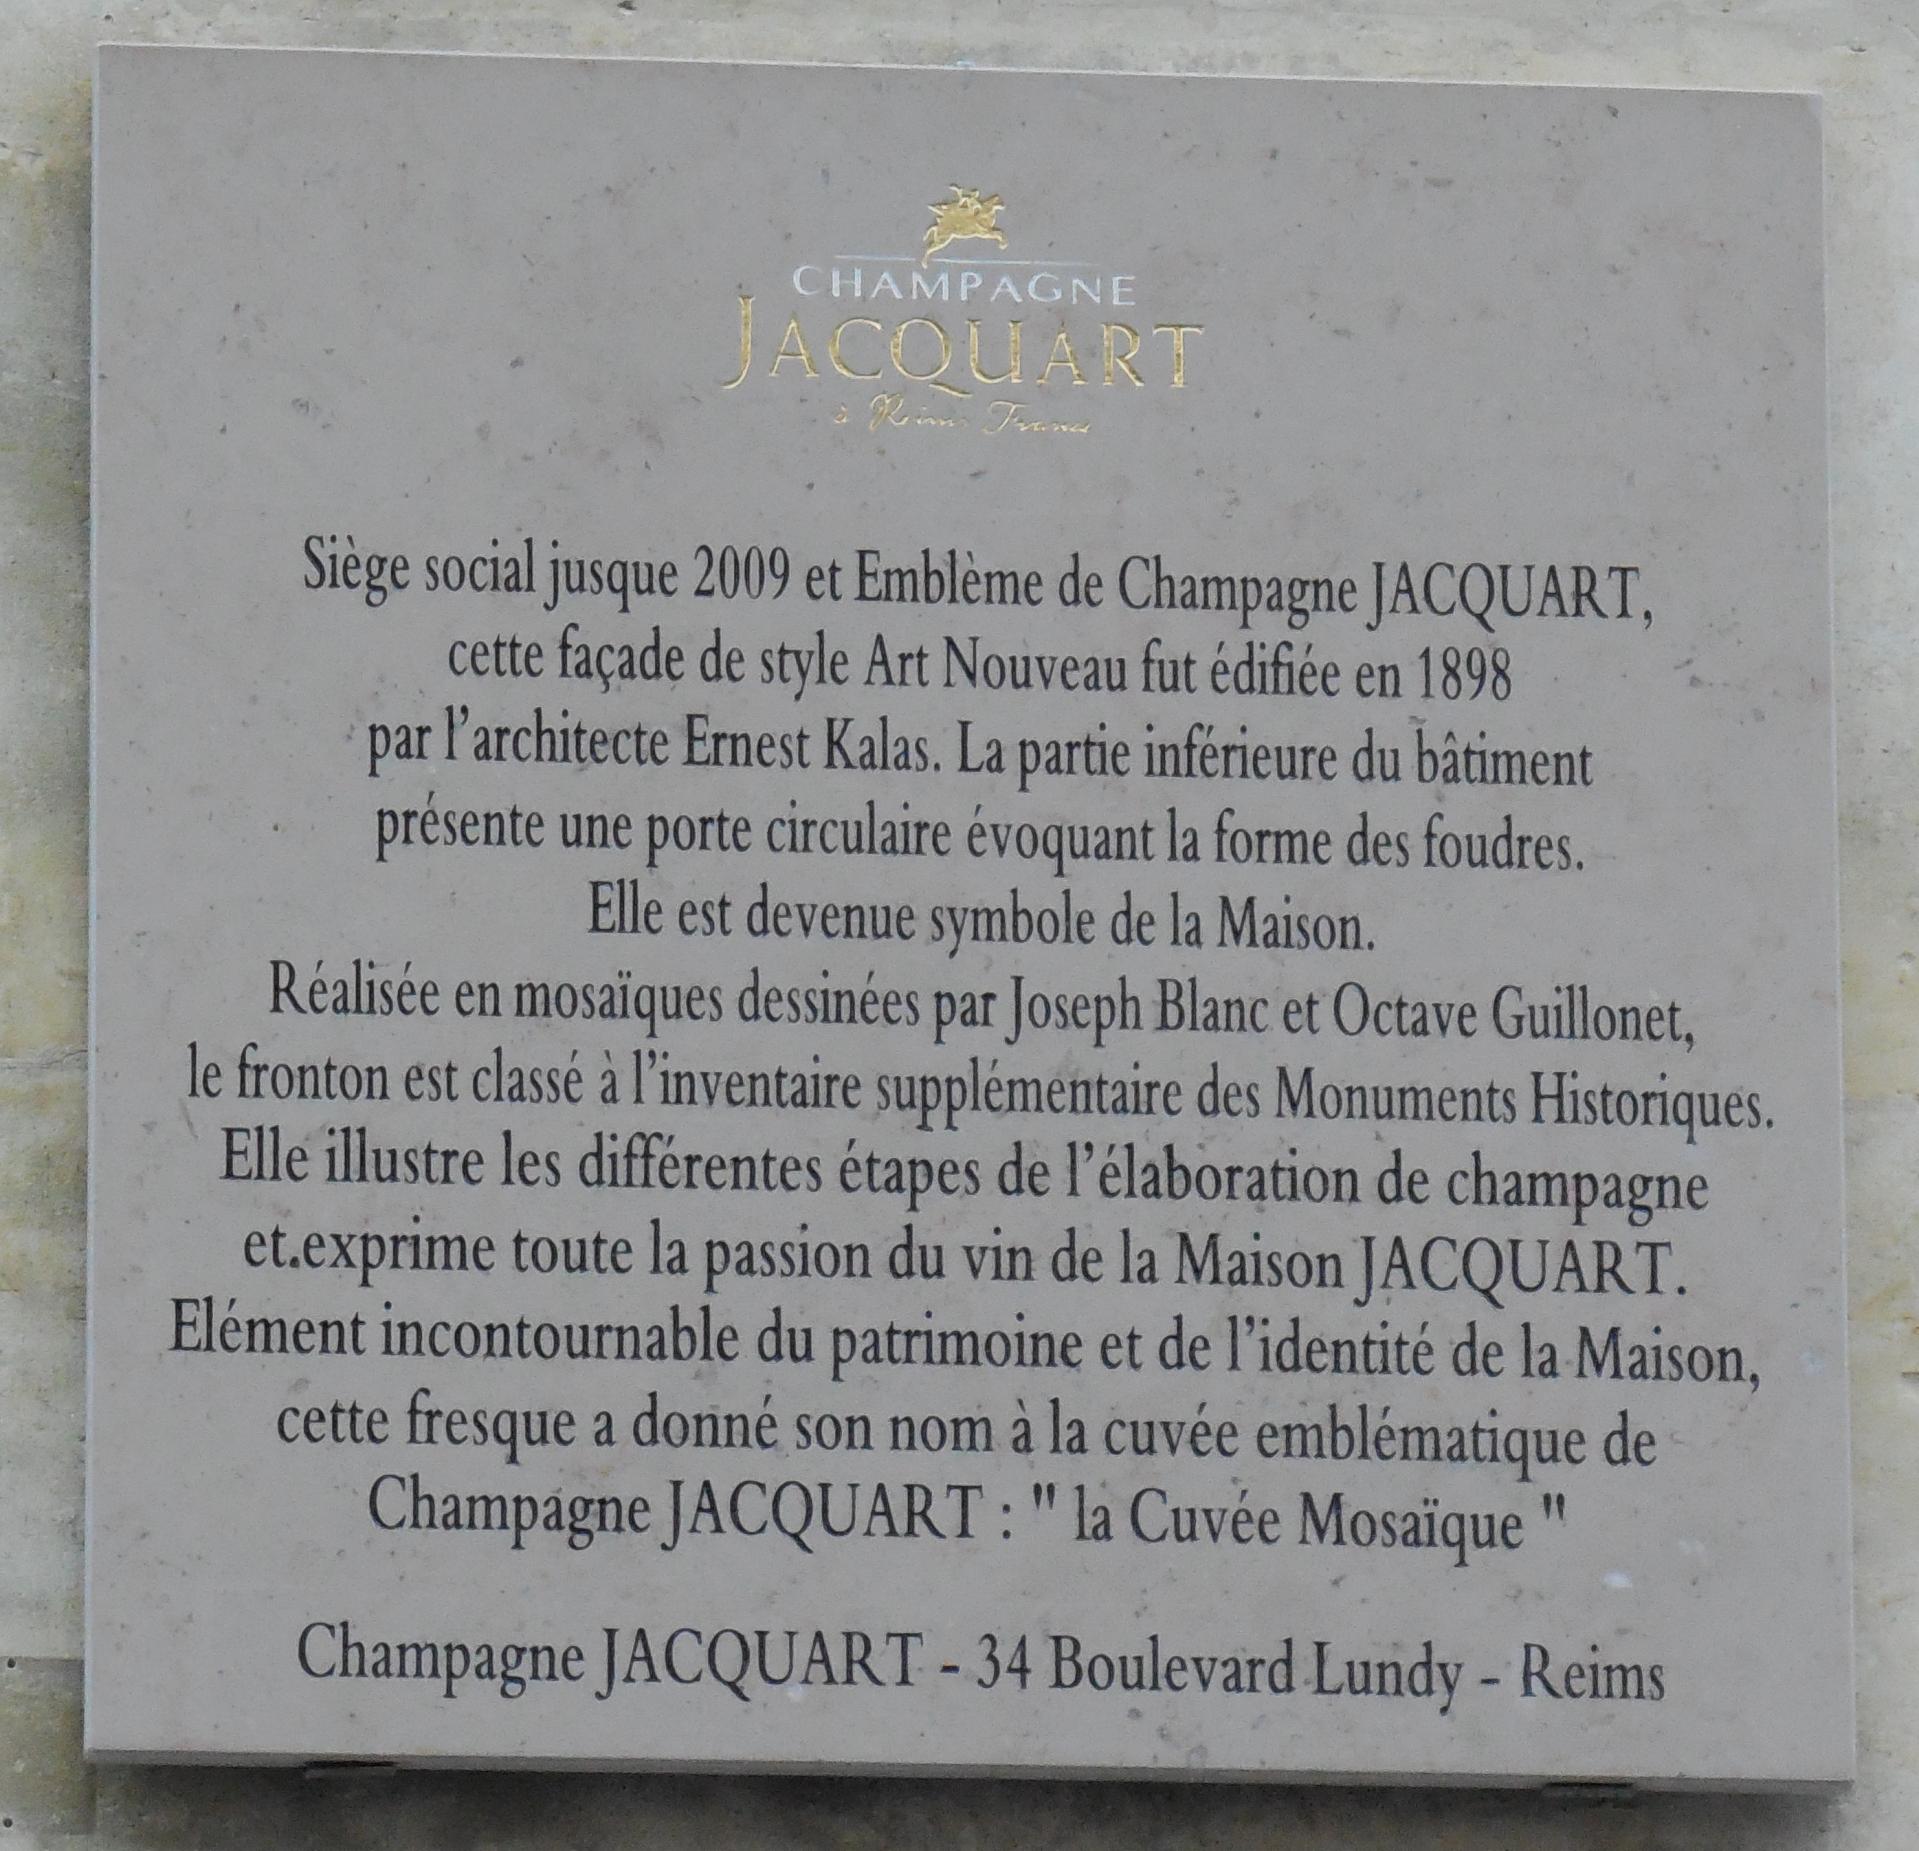 CHAMPAGNE
JACQUART
à Reims France
Siège social jusque 2009 et Emblème de Champagne JACQUART,
cette façade de style Art Nouveau fut édifiée en 1898
par l'architecte Ernest Kalas. La partie inférieure du bâtiment
présente une porte circulaire évoquant la forme des foudres.
Elle est devenue symbole de la Maison.
Réalisée en mosaïques dessinées par Joseph Blanc et Octave Guillonet,
le fronton est classé à l'inventaire supplémentaire des Monuments Historiques.
Elle illustre les différentes étapes de l'élaboration de champagne
et.exprime toute la passion du vin de la Maison JACQUART.
Elément incontournable du patrimoine et de l'identité de la Maison,
cette fresque a donné son nom à la cuvée emblématique de
Champagne JACQUART : " la Cuvée Mosaïque "
Champagne JACQUART - 34 Boulevard Lundy - Reims